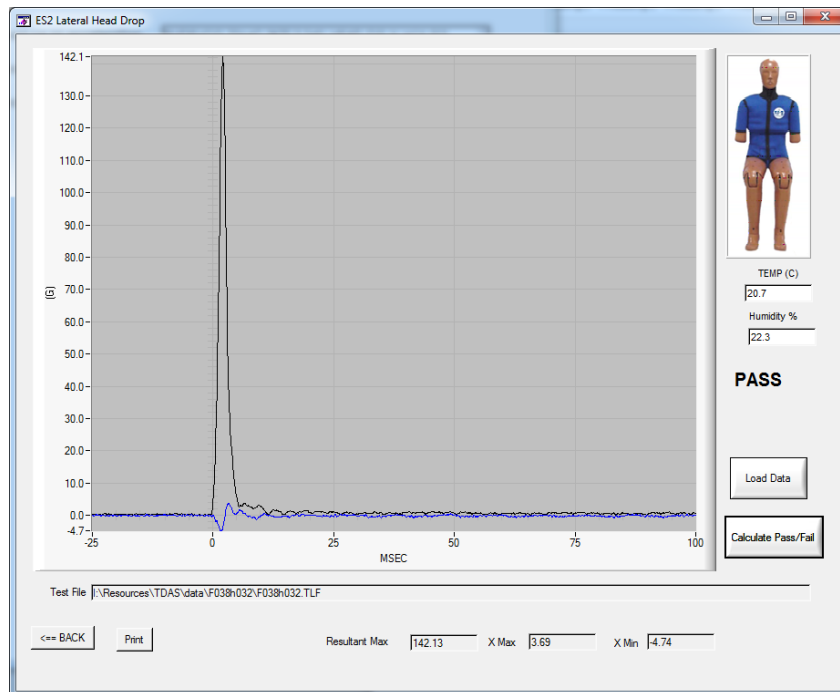 ES2 Lateral Head Drop
142.1
130.0
120.0
110.0
100.0
90.0
80.0
70.0
60.0
50.0
40.0
30.0
20.0
10.0
0.0
-4.7
(G)
-25 0 25 50 75 100
MSEC
TEMP (C)
20.7
Humidity %
22.3
PASS
Load Data
Calculate Pass/Fail
Test File I:\Resources\TDAS\data\F038h032\F038h032.TLF
<== BACK
Print
Resultant Max 142.13 X Max 3.69 X Min -4.74